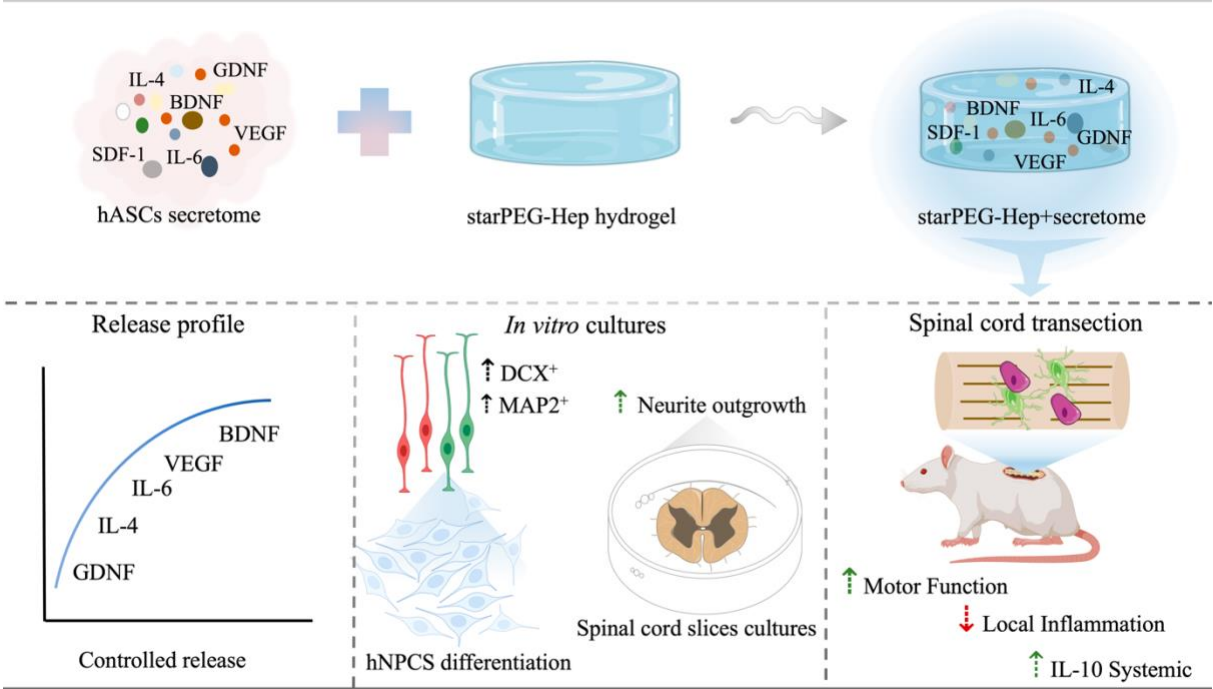 IL-4
GDNF
BDNF
VEGF
SDF-1
IL-6
hASCs secretome
starPEG-Hep hydrogel
IL-4
BDNF
IL-6
SDF-1
GDNF
VEGF
starPEG-Hep+secretome
Release profile
BDNF
VEGF
IL-6
IL-4
GDNF
Controlled release
In vitro cultures
DCX⁺
MAP2⁺
Neurite outgrowth
hNPCS differentiation
Spinal cord slices cultures
Spinal cord transection
Motor Function
Local Inflammation
IL-10 Systemic